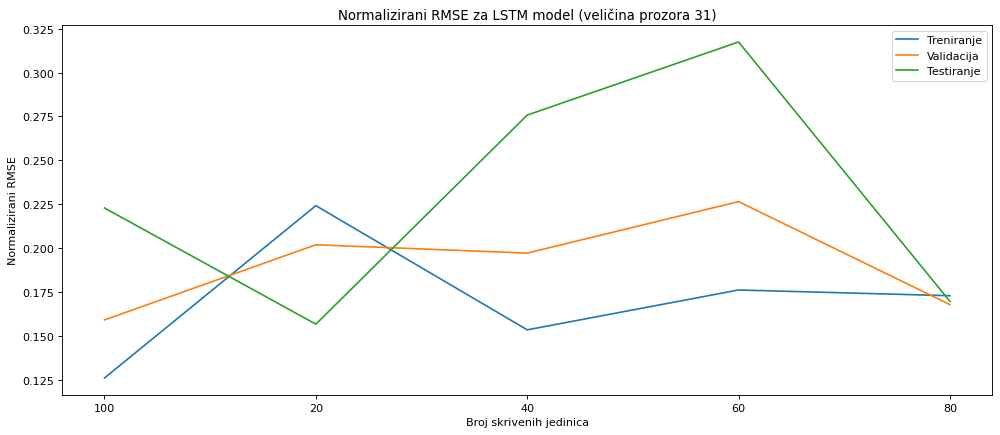 Normalizirani RMSE za LSTM model (veličina prozora 31)
0.325
0.300
0.275
0.250
0.225
0.200
0.175
0.150
0.125
Normalizirani RMSE
Treniranje
Validacija
Testiranje
100 20 40 60 80
Broj skrivenih jedinica